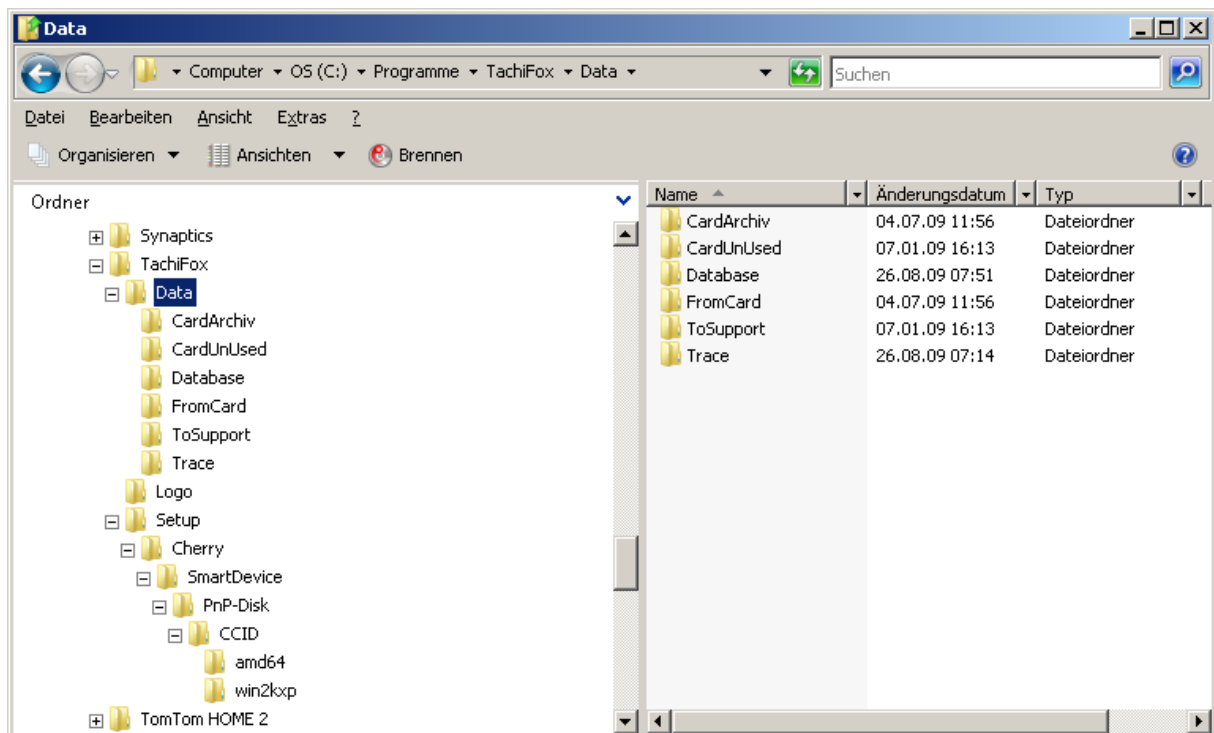 Data
Computer OS (C:) Programme TachiFox Data Suchen
Datei Bearbeiten Ansicht Extras ?
Organisieren Ansichten Brennen ?
Ordner
Synaptics
TachiFox
Data
CardArchiv
CardUnUsed
Database
FromCard
ToSupport
Trace
Logo
Setup
Cherry
SmartDevice
PnP-Disk
CCID
amd64
win2kxp
TomTom HOME 2
Name Änderungsdatum Typ
CardArchiv 04.07.09 11:56 Dateiordner
CardUnUsed 07.01.09 16:13 Dateiordner
Database 26.08.09 07:51 Dateiordner
FromCard 04.07.09 11:56 Dateiordner
ToSupport 07.01.09 16:13 Dateiordner
Trace 26.08.09 07:14 Dateiordner